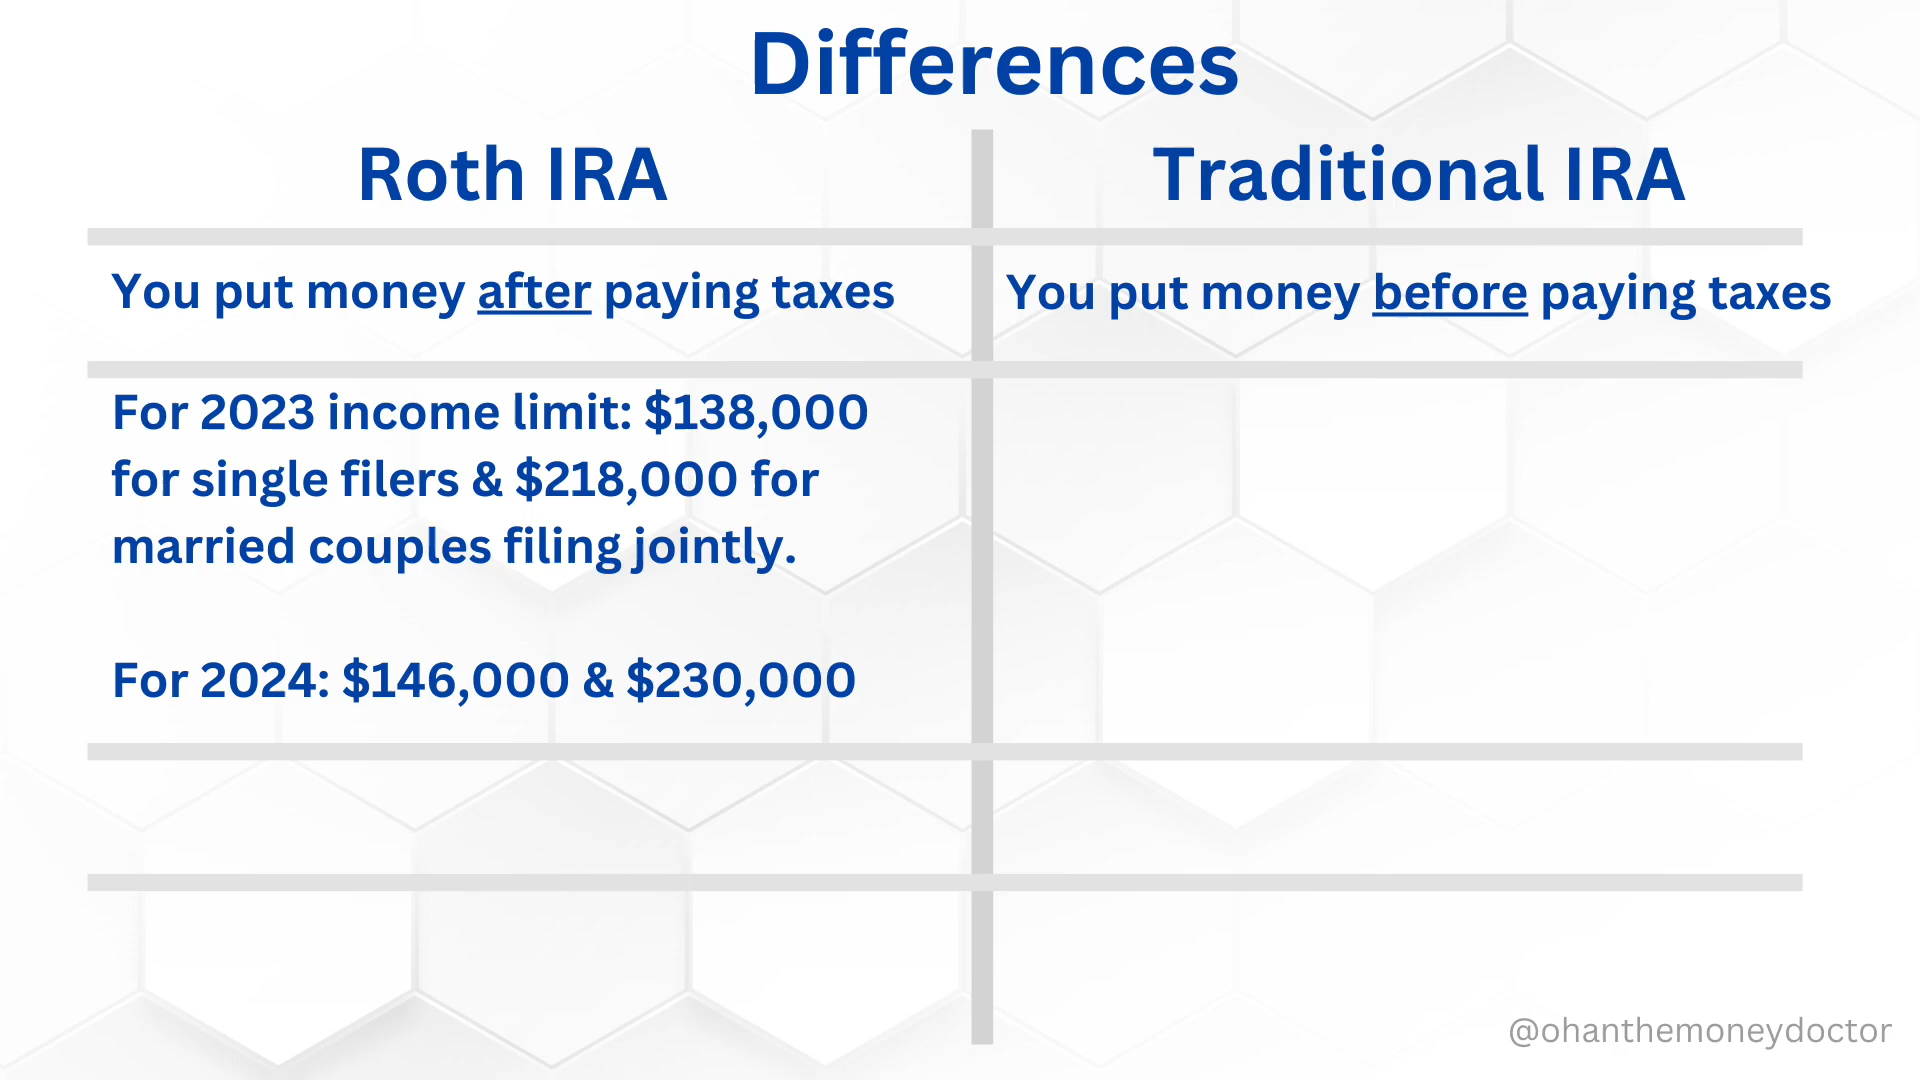 Differences
Roth IRA
Traditional IRA
You put money after paying taxes
You put money before paying taxes
For 2023 income limit: $138,000
for single filers & $218,000 for
married couples filing jointly.
For 2024: $146,000 & $230,000
@ohanthemoneydoctor